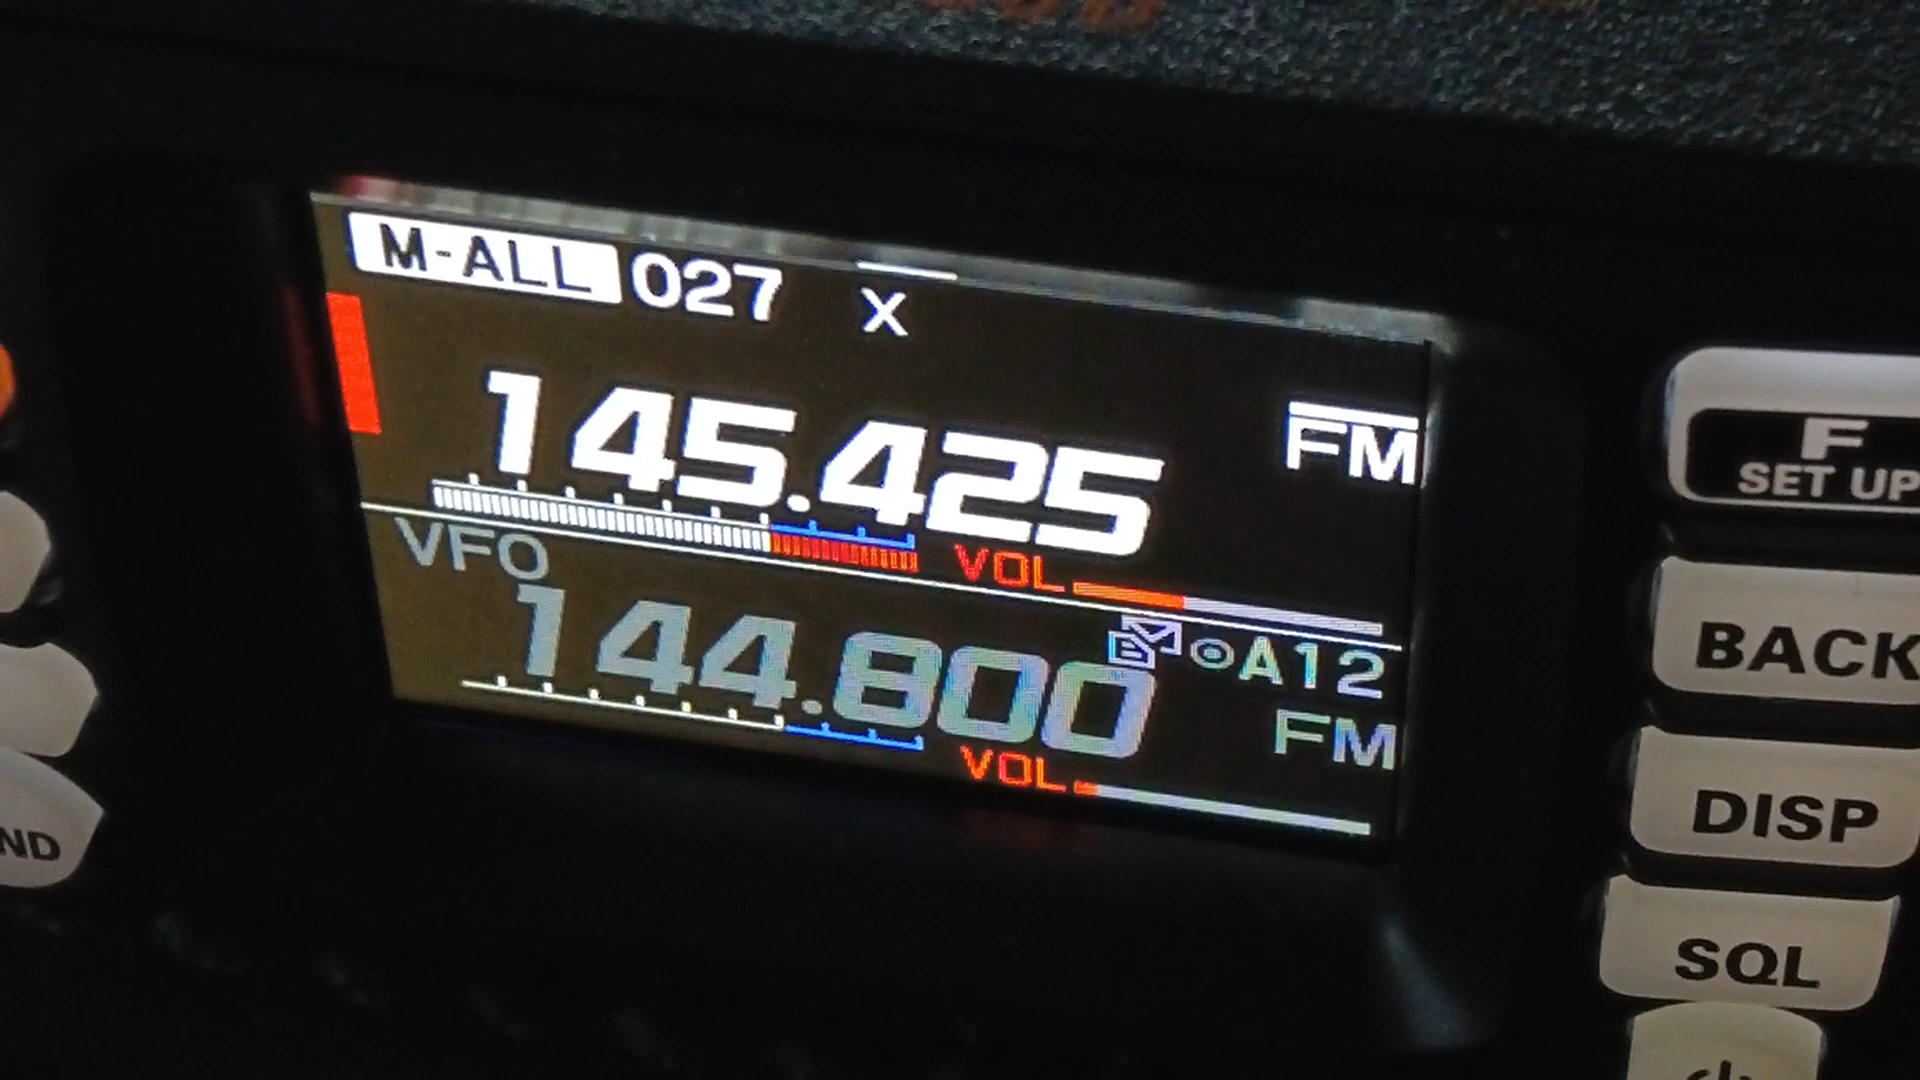 M-ALL 027 X
145.425 FM
VOL
VFO
A12
144.800 FM
VOL
F
SET UP
BACK
DISP
SQL
ND